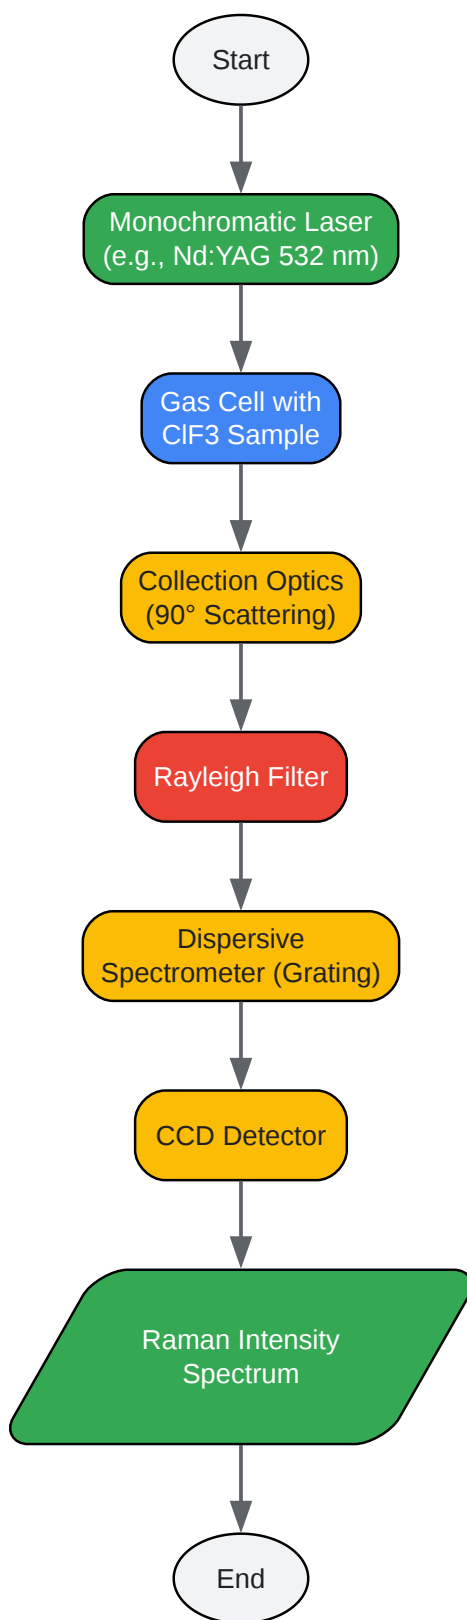 Start
Monochromatic Laser
(e.g., Nd:YAG 532 nm)
Gas Cell with
ClF3 Sample
Collection Optics
(90° Scattering)
Rayleigh Filter
Dispersive
Spectrometer (Grating)
CCD Detector
Raman Intensity
Spectrum
End